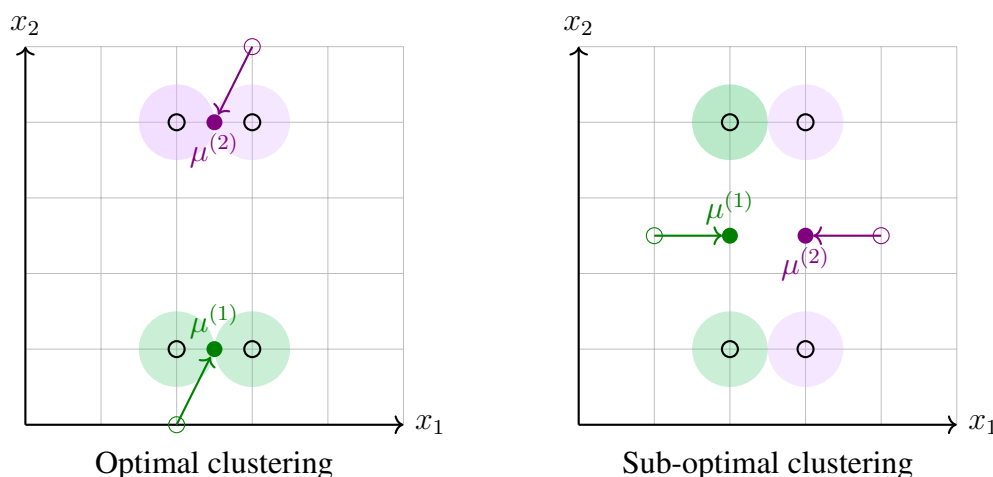 x₂
μ⁽²⁾
μ⁽¹⁾
x₁
Optimal clustering
x₂
μ⁽¹⁾
μ⁽²⁾
x₁
Sub-optimal clustering